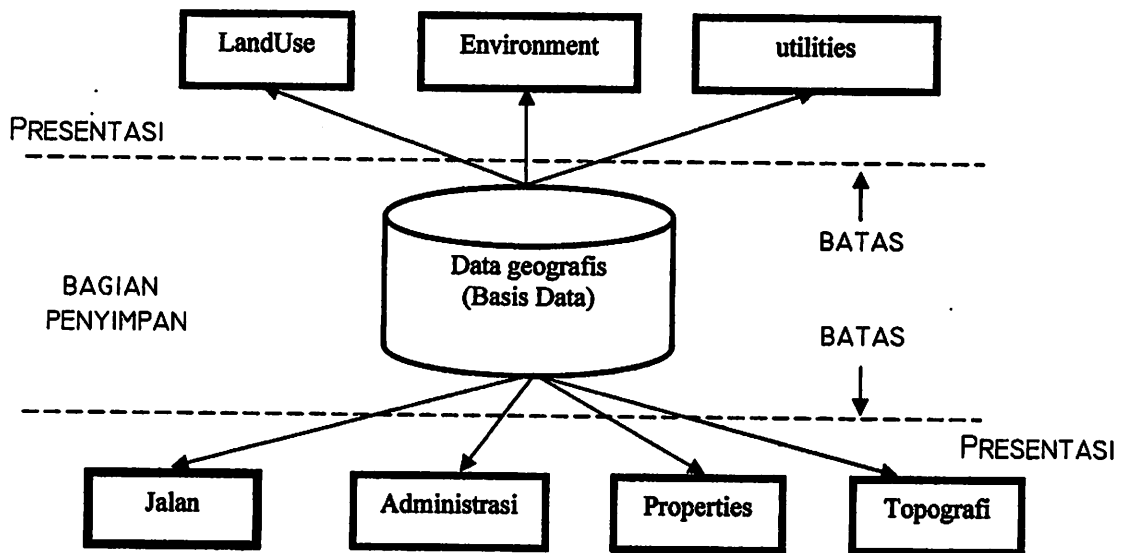 LandUse
Environment
utilities
PRESENTASI
BATAS
Data geografis
(Basis Data)
BAGIAN
PENYIMPAN
BATAS
PRESENTASI
Jalan
Administrasi
Properties
Topografi